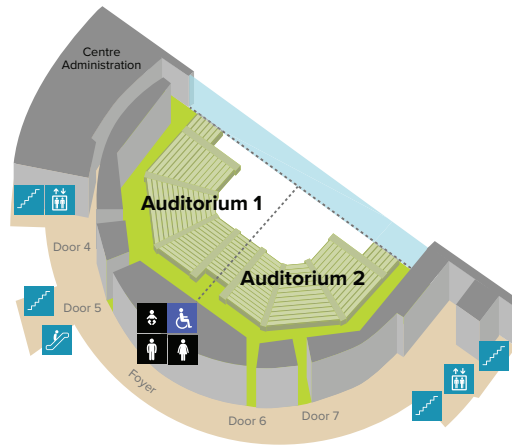 Centre
Administration
Auditorium 1
Door 4
Auditorium 2
Door 5
Foyer
Door 6
Door 7